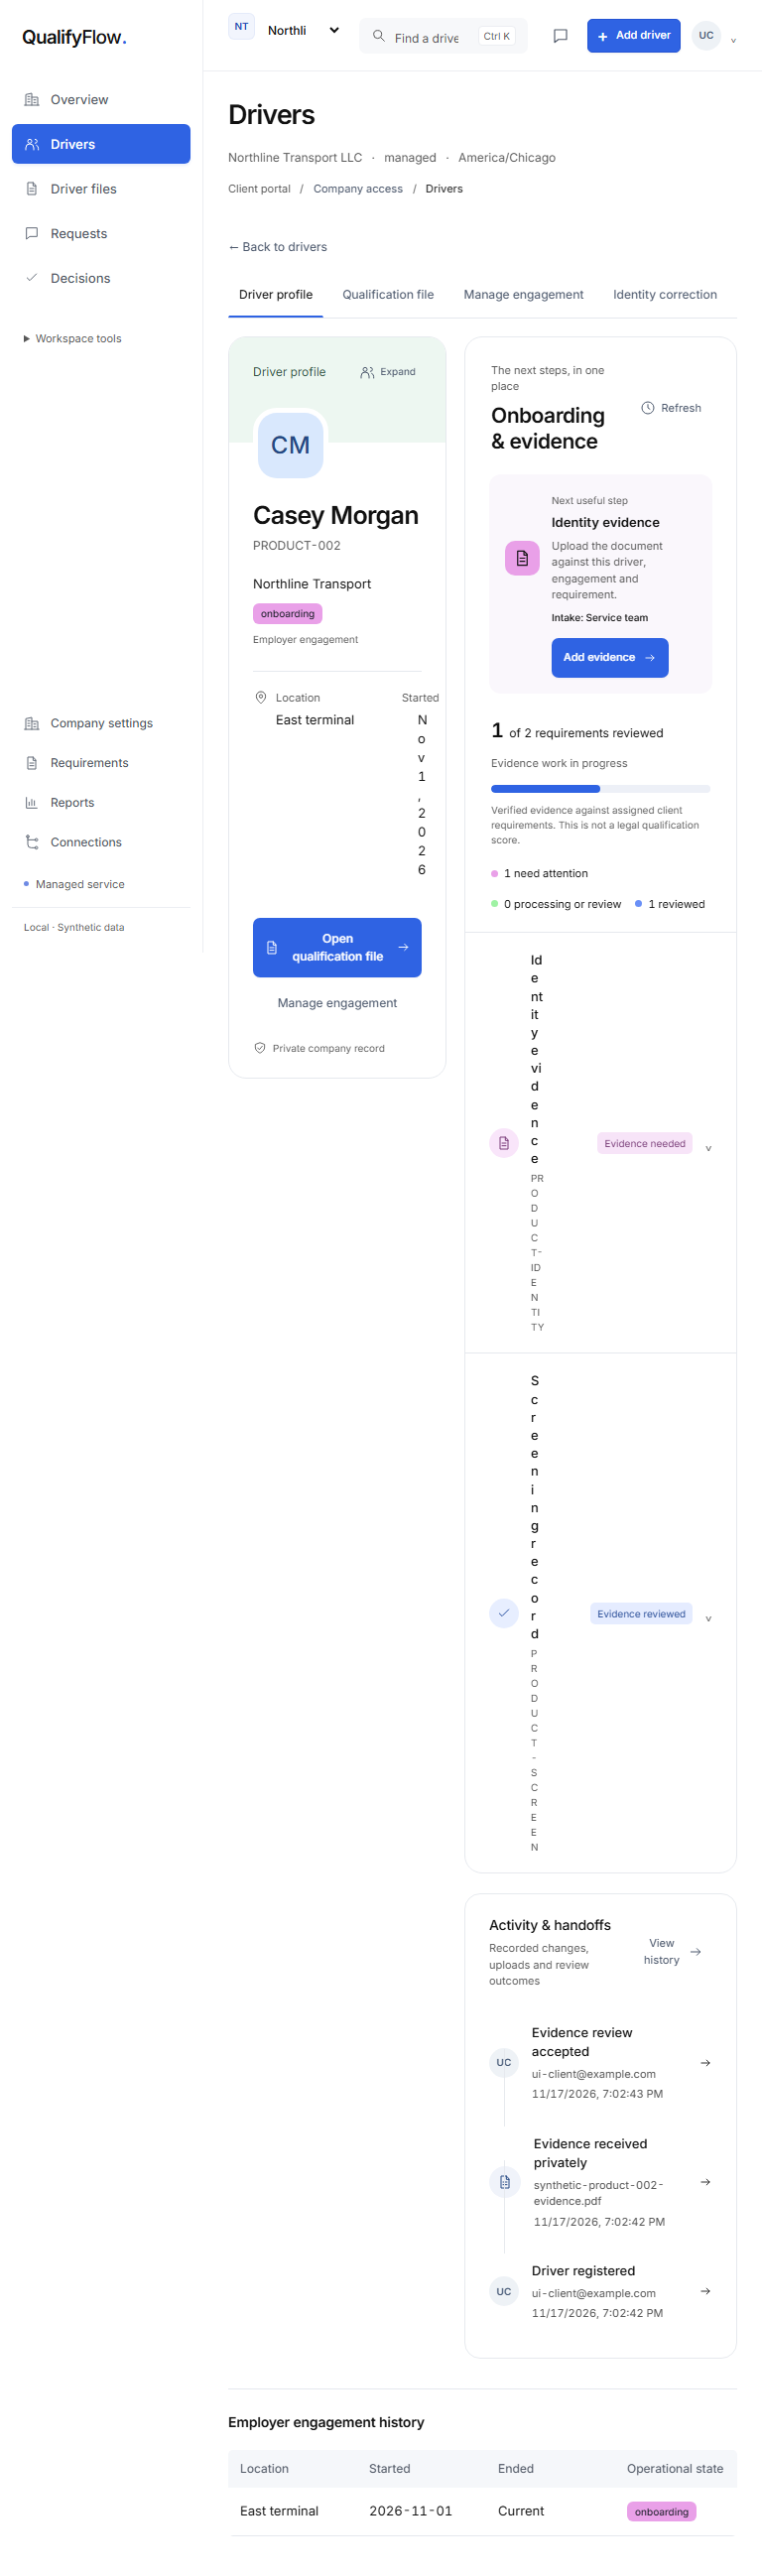 QualifyFlow.
Overview
Drivers
Driver files
Requests
Decisions
Workspace tools
Company settings
Requirements
Reports
Connections
Managed service
Local · Synthetic data
NT
Northli
Find a drive
Ctrl K
+ Add driver
UC
Drivers
Northline Transport LLC · managed · America/Chicago
Client portal / Company access / Drivers
← Back to drivers
Driver profile
Qualification file
Manage engagement
Identity correction
Driver profile
Expand
CM
Casey Morgan
PRODUCT-002
Northline Transport
onboarding
Employer engagement
Location
East terminal
Started
N
o
v
1
,
2
0
2
6
Open
qualification file
Manage engagement
Private company record
The next steps, in one
place
Onboarding
& evidence
Refresh
Next useful step
Identity evidence
Upload the document
against this driver,
engagement and
requirement.
Intake: Service team
Add evidence
1 of 2 requirements reviewed
Evidence work in progress
Verified evidence against assigned client
requirements. This is not a legal qualification
score.
1 need attention
0 processing or review
1 reviewed
Id
e
nt
it
y
e
vi
d
e
n
c
e
PR
O
D
U
C
T-
ID
E
N
TI
TY
Evidence needed
S
c
r
e
e
n
i
n
g
r
e
c
o
r
d
P
R
O
D
U
C
T
-
S
C
R
E
E
N
Evidence reviewed
Activity & handoffs
Recorded changes,
uploads and review
outcomes
View
history
UC
Evidence review
accepted
ui-client@example.com
11/17/2026, 7:02:43 PM
Evidence received
privately
synthetic-product-002-
evidence.pdf
11/17/2026, 7:02:42 PM
UC
Driver registered
ui-client@example.com
11/17/2026, 7:02:42 PM
Employer engagement history
Location Started Ended Operational state
East terminal 2026-11-01 Current onboarding